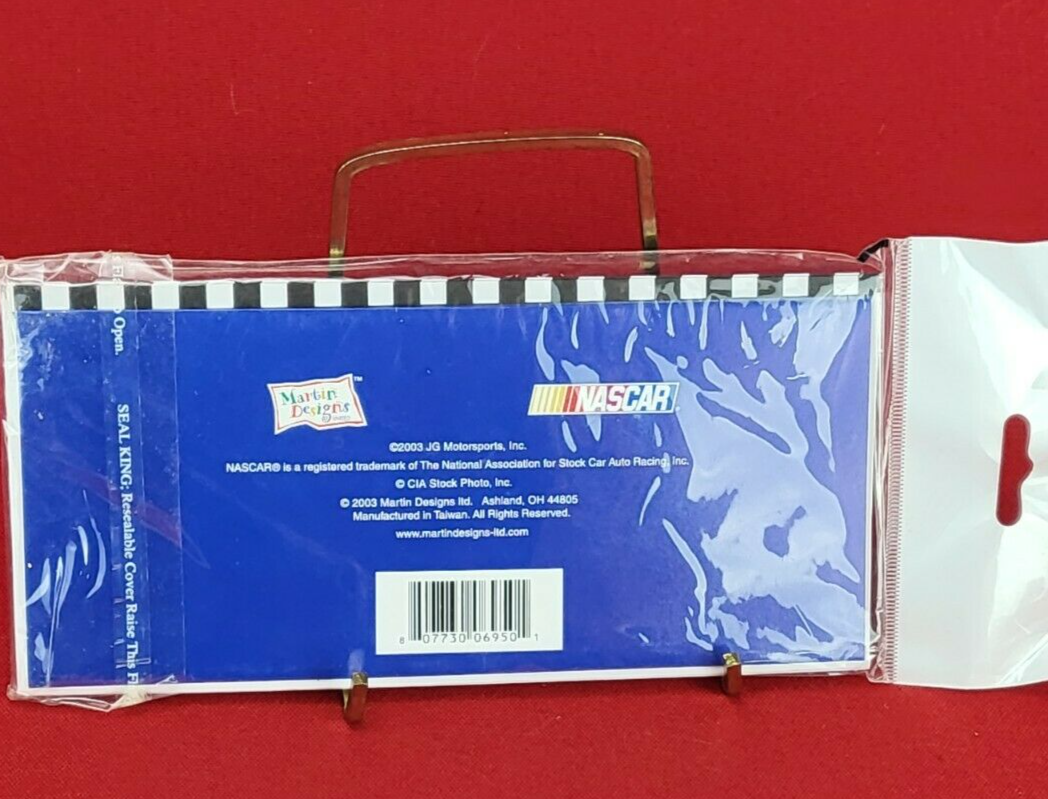 Open.
SEAL KING: Resealable Cover Raise This
Martin
Designs
™
NASCAR
©2003 JG Motorsports, Inc.
NASCAR® is a registered trademark of The National Association for Stock Car Auto Racing, Inc.
© CIA Stock Photo, Inc.
© 2003 Martin Designs ltd. Ashland, OH 44805
Manufactured in Taiwan. All Rights Reserved.
www.martindesigns-ltd.com
8 07730 06950 1